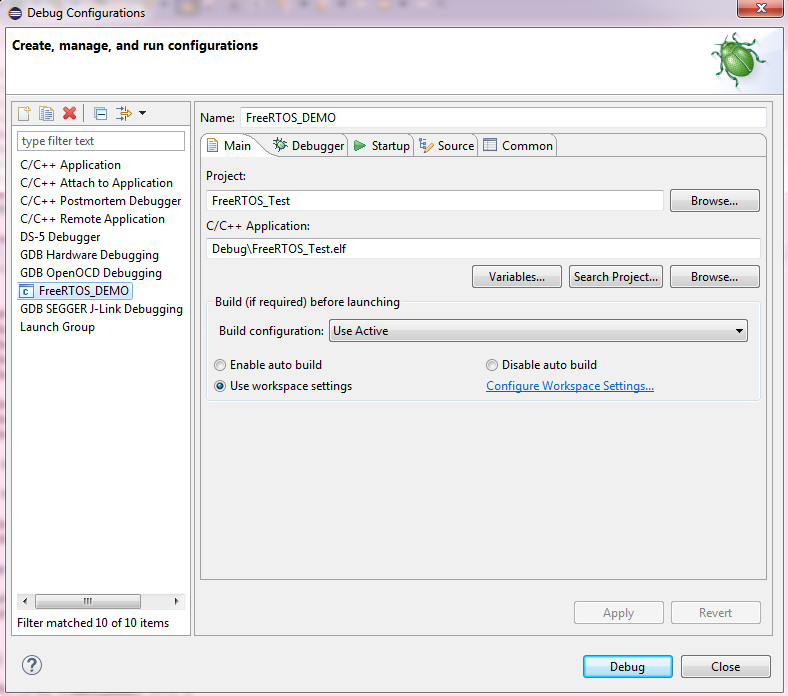 Debug Configurations
Create, manage, and run configurations
type filter text
C/C++ Application
C/C++ Attach to Application
C/C++ Postmortem Debugger
C/C++ Remote Application
DS-5 Debugger
GDB Hardware Debugging
GDB OpenOCD Debugging
c FreeRTOS_DEMO
GDB SEGGER J-Link Debugging
Launch Group
Filter matched 10 of 10 items
Name: FreeRTOS_DEMO
Main Debugger Startup Source Common
Project:
FreeRTOS_Test Browse...
C/C++ Application:
Debug\FreeRTOS_Test.elf
Variables... Search Project... Browse...
Build (if required) before launching
Build configuration: Use Active
Enable auto build Disable auto build
Use workspace settings Configure Workspace Settings...
Apply Revert
? Debug Close